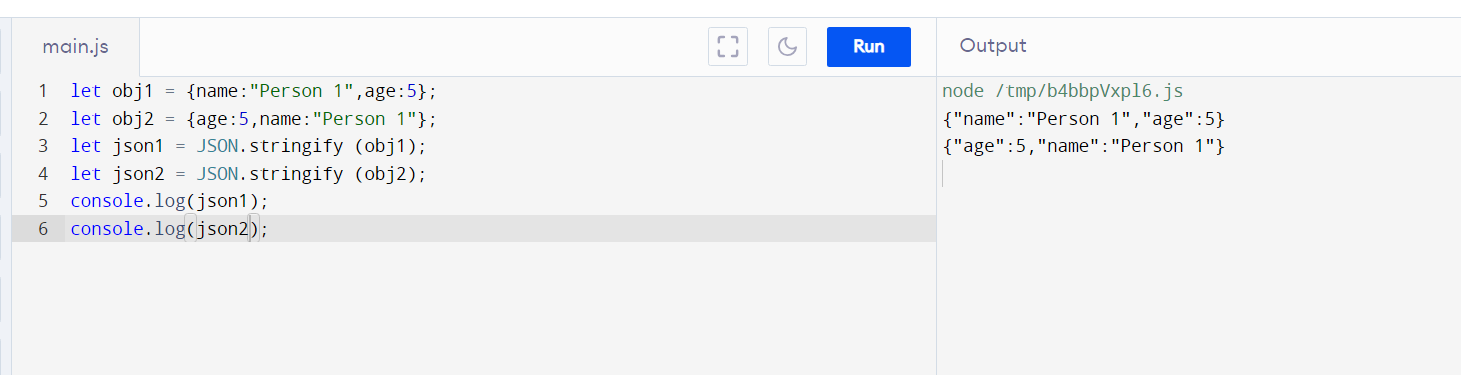 main.js
Run
Output
1 let obj1 = {name:"Person 1",age:5};
2 let obj2 = {age:5,name:"Person 1"};
3 let json1 = JSON.stringify (obj1);
4 let json2 = JSON.stringify (obj2);
5 console.log(json1);
6 console.log(json2);
node /tmp/b4bbpVxpl6.js
{"name":"Person 1","age":5}
{"age":5,"name":"Person 1"}